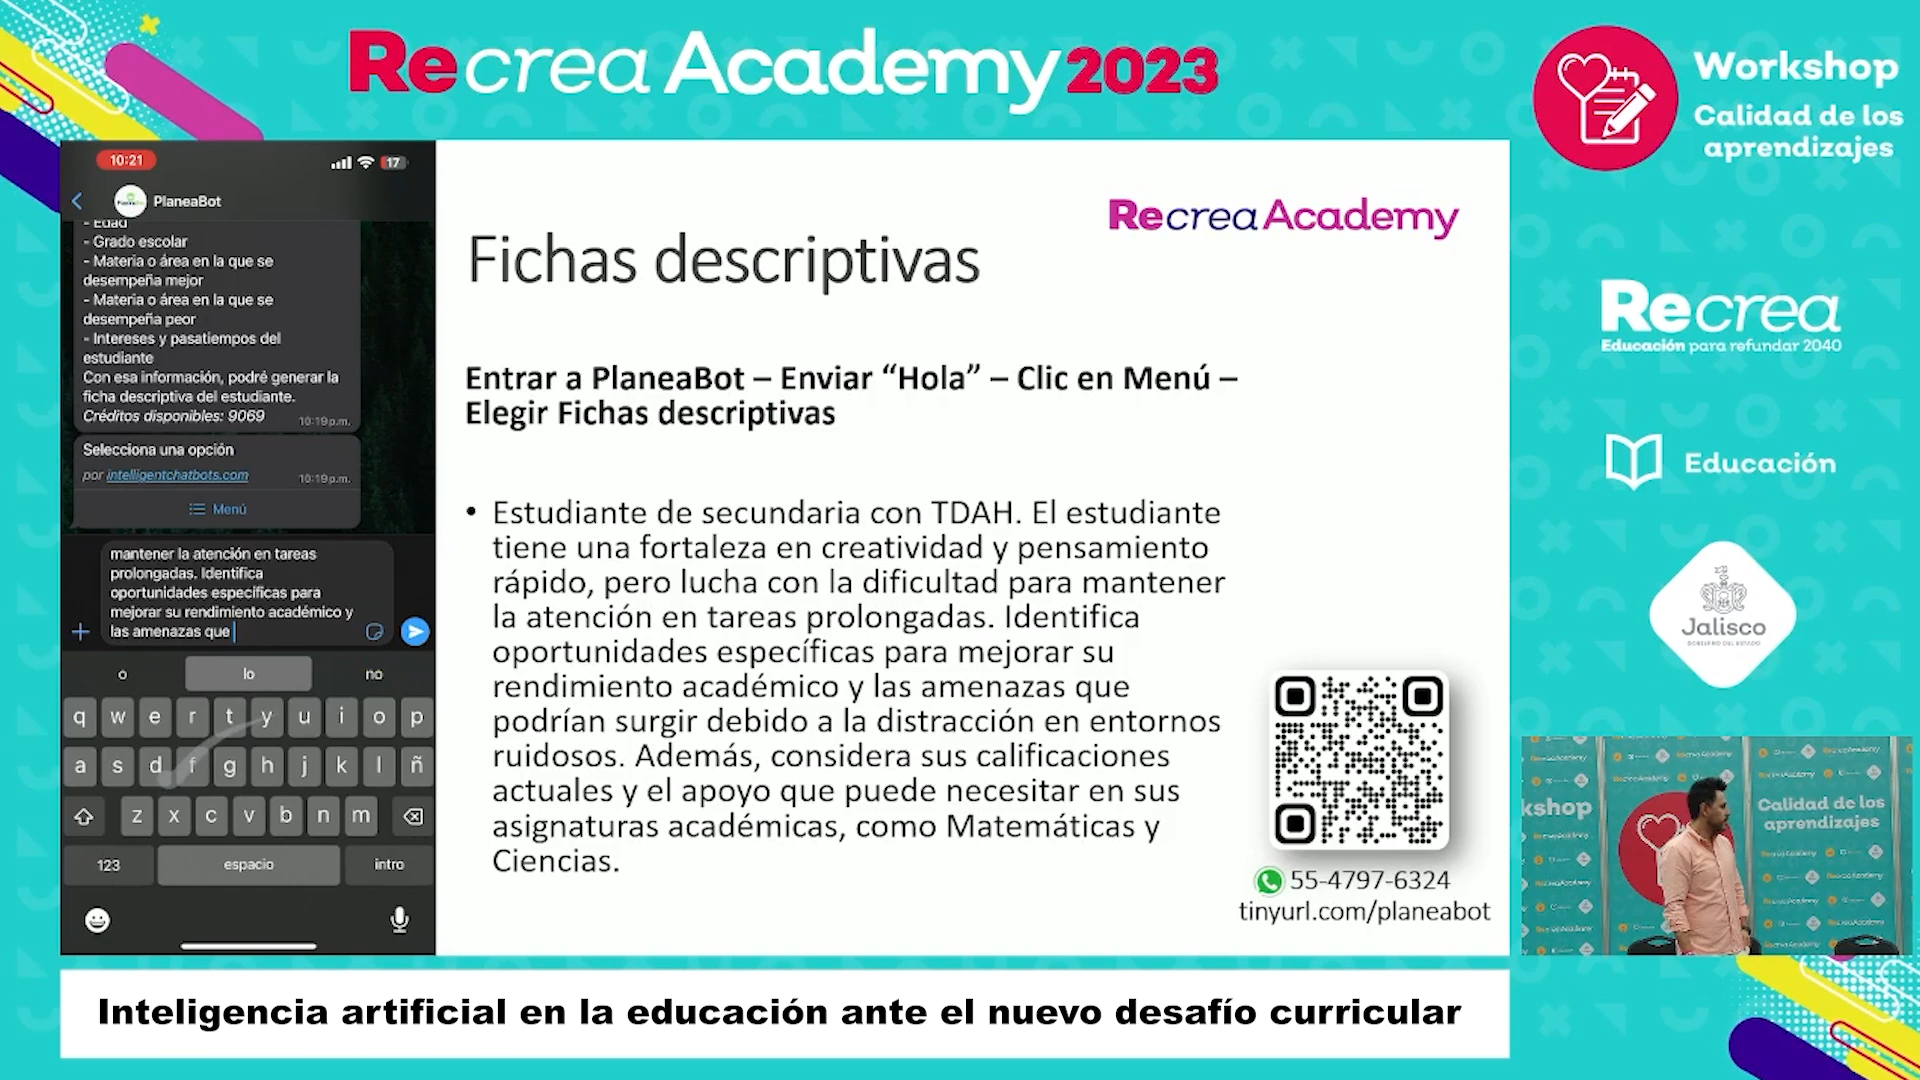 Recrea Academy 2023
Workshop
Calidad de los
aprendizajes
10:21
17
PlaneaBot
- Edad
- Grado escolar
- Materia o área en la que se
desempeña mejor
- Materia o área en la que se
desempeña peor
- Intereses y pasatiempos del
estudiante
Con esa información, podré generar la
ficha descriptiva del estudiante.
Créditos disponibles: 9069
10:19p.m.
Selecciona una opción
por intelligentchatbots.com
10:19p.m.
Menú
mantener la atención en tareas
prolongadas. Identifica
oportunidades específicas para
mejorar su rendimiento académico y
las amenazas que
o lo no
q w e r t y u i o p
a s d f g h j k l ñ
z x c v b n m
123 espacio intro
Recrea Academy
Fichas descriptivas
Entrar a PlaneaBot – Enviar “Hola” – Clic en Menú –
Elegir Fichas descriptivas
• Estudiante de secundaria con TDAH. El estudiante
tiene una fortaleza en creatividad y pensamiento
rápido, pero lucha con la dificultad para mantener
la atención en tareas prolongadas. Identifica
oportunidades específicas para mejorar su
rendimiento académico y las amenazas que
podrían surgir debido a la distracción en entornos
ruidosos. Además, considera sus calificaciones
actuales y el apoyo que puede necesitar en sus
asignaturas académicas, como Matemáticas y
Ciencias.
55-4797-6324
tinyurl.com/planeabot
Recrea
Educación para refundar 2040
Educación
Jalisco
GOBIERNO DEL ESTADO
kshop
Calidad de los
aprendizajes
Inteligencia artificial en la educación ante el nuevo desafío curricular